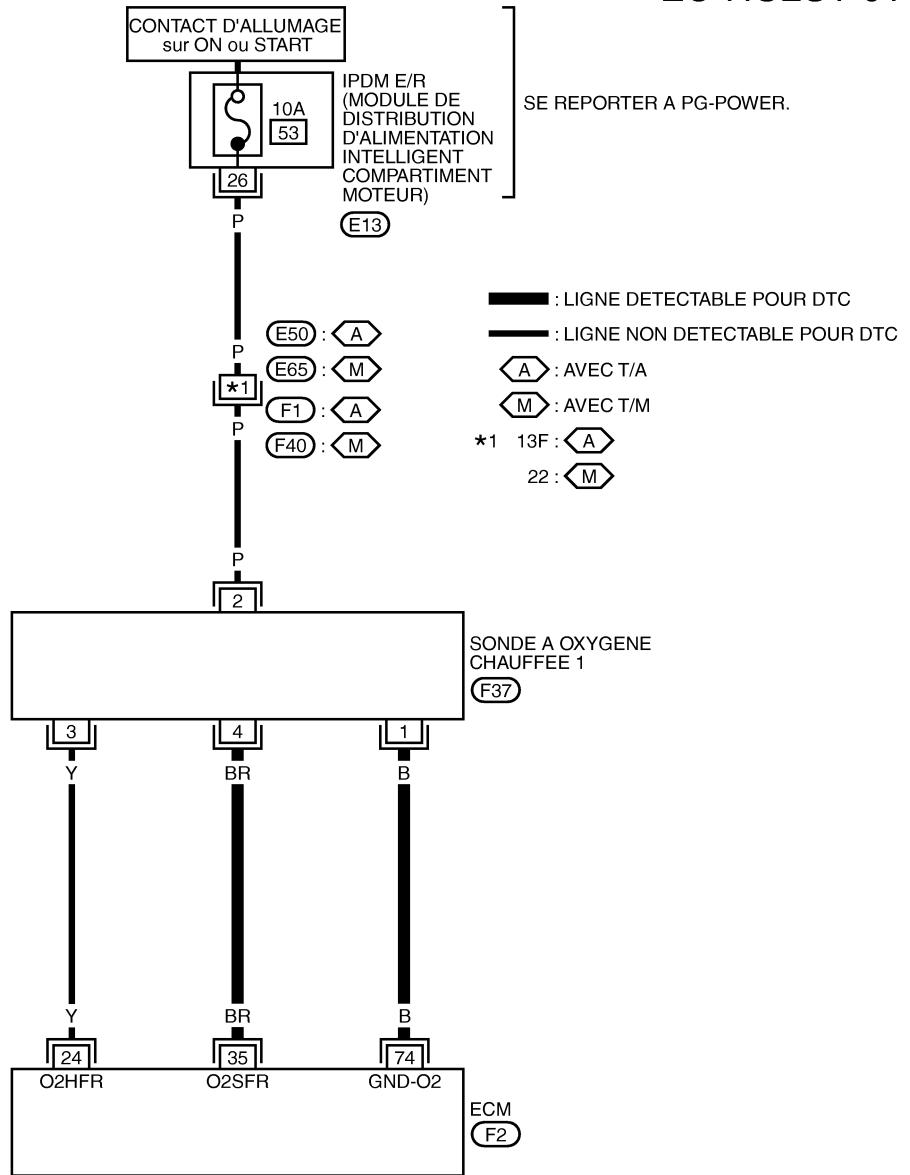 CONTACT D'ALLUMAGE
sur ON ou START
10A
53
IPDM E/R
(MODULE DE
DISTRIBUTION
D'ALIMENTATION
INTELLIGENT
COMPARTIMENT
MOTEUR)
E13
SE REPORTER A PG-POWER.
26
P
P
★1
P
P
E50 : A
E65 : M
F1 : A
F40 : M
: LIGNE DETECTABLE POUR DTC
: LIGNE NON DETECTABLE POUR DTC
A : AVEC T/A
M : AVEC T/M
★1 13F : A
22 : M
2
SONDE A OXYGENE
CHAUFFEE 1
F37
3 4 1
Y BR B
Y BR B
24 35 74
O2HFR O2SFR GND-O2
ECM
F2